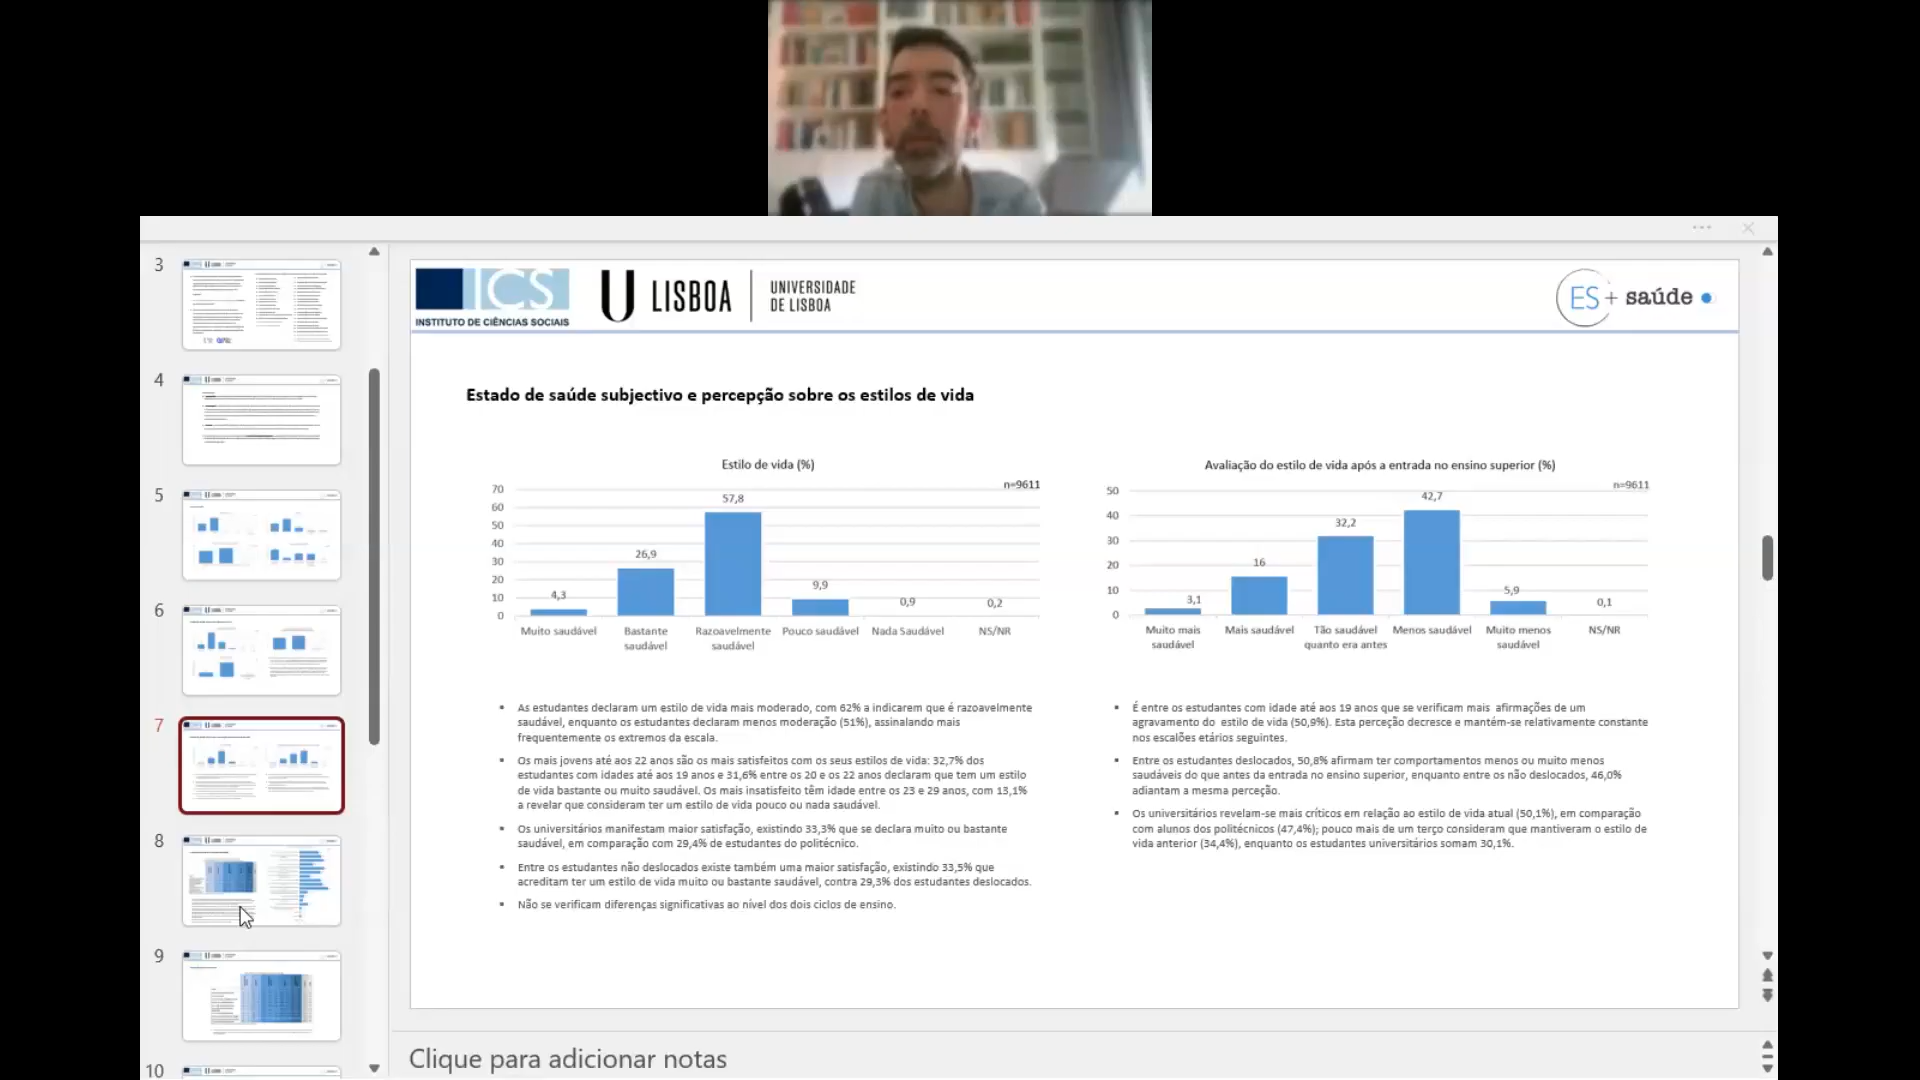 3
4
5
6
7
8
9
10
ICS
INSTITUTO DE CIÊNCIAS SOCIAIS
U LISBOA
UNIVERSIDADE
DE LISBOA
ES+ saúde
Estado de saúde subjectivo e percepção sobre os estilos de vida
Estilo de vida (%)
n=9611
70
60
50
40
30
20
10
0
4,3
26,9
57,8
9,9
0,9
0,2
Muito saudável
Bastante
saudável
Razoavelmente
saudável
Pouco saudável
Nada Saudável
NS/NR
▪ As estudantes declaram um estilo de vida mais moderado, com 62% a indicarem que é razoavelmente
saudável, enquanto os estudantes declaram menos moderação (51%), assinalando mais
frequentemente os extremos da escala.
▪ Os mais jovens até aos 22 anos são os mais satisfeitos com os seus estilos de vida: 32,7% dos
estudantes com idades até aos 19 anos e 31,6% entre os 20 e os 22 anos declaram que tem um estilo
de vida bastante ou muito saudável. Os mais insatisfeito têm idade entre os 23 e 29 anos, com 13,1%
a revelar que consideram ter um estilo de vida pouco ou nada saudável.
▪ Os universitários manifestam maior satisfação, existindo 33,3% que se declara muito ou bastante
saudável, em comparação com 29,4% de estudantes do politécnico.
▪ Entre os estudantes não deslocados existe também uma maior satisfação, existindo 33,5% que
acreditam ter um estilo de vida muito ou bastante saudável, contra 29,3% dos estudantes deslocados.
▪ Não se verificam diferenças significativas ao nível dos dois ciclos de ensino.
Avaliação do estilo de vida após a entrada no ensino superior (%)
n=9611
50
40
30
20
10
0
3,1
16
32,2
42,7
5,9
0,1
Muito mais
saudável
Mais saudável
Tão saudável
quanto era antes
Menos saudável
Muito menos
saudável
NS/NR
▪ É entre os estudantes com idade até aos 19 anos que se verificam mais afirmações de um
agravamento do estilo de vida (50,9%). Esta perceção decresce e mantém-se relativamente constante
nos escalões etários seguintes.
▪ Entre os estudantes deslocados, 50,8% afirmam ter comportamentos menos ou muito menos
saudáveis do que antes da entrada no ensino superior, enquanto entre os não deslocados, 46,0%
adiantam a mesma perceção.
▪ Os universitários revelam-se mais críticos em relação ao estilo de vida atual (50,1%), em comparação
com alunos dos politécnicos (47,4%); pouco mais de um terço consideram que mantiveram o estilo de
vida anterior (34,4%), enquanto os estudantes universitários somam 30,1%.
Clique para adicionar notas